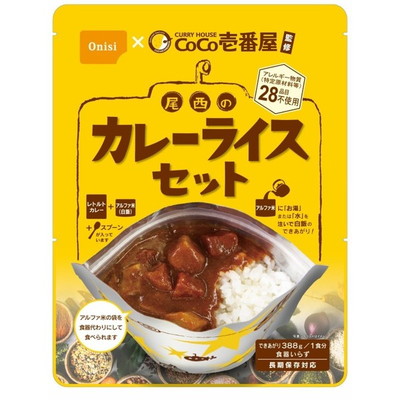 Onisi × CURRY HOUSE CoCo壱番屋 監修
アレルギー物質
(特定原材料等)
28品目不使用
尾西の
カレーライス
セット
レトルトカレー + アルファ米(白飯)
+ スプーンが入っています
アルファ米 に「お湯」
または「水」を
注いで白飯の
できあがり!
アルファ米の袋を
食器代わりにして
食べられます
できあがり388g/1食分
食器いらず
長期保存対応